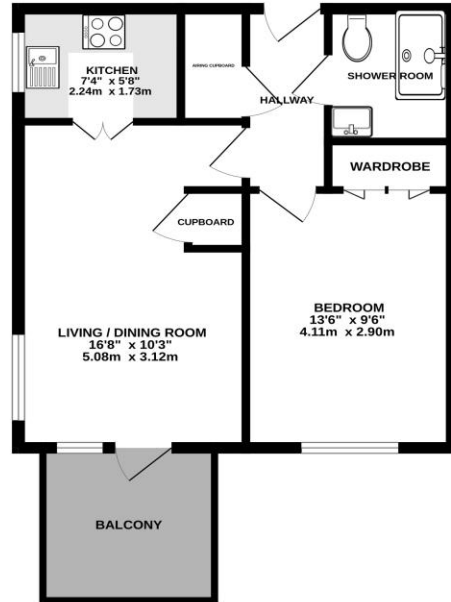 KITCHEN
7'4" x 5'8"
2.24m x 1.73m
AIRING CUPBOARD
HALLWAY
SHOWER ROOM
WARDROBE
CUPBOARD
LIVING / DINING ROOM
16'8" x 10'3"
5.08m x 3.12m
BEDROOM
13'6" x 9'6"
4.11m x 2.90m
BALCONY